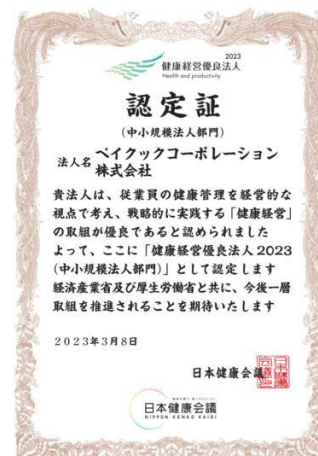 2023
健康経営優良法人
Health and productivity
認定証
(中小規模法人部門)
法人名 ベイクックコーポレーション
株式会社
貴法人は、従業員の健康管理を経営的な
視点で考え、戦略的に実践する「健康経営」
の取組が優良であると認められました
よって、ここに「健康経営優良法人 2023
(中小規模法人部門)」として認定します
経済産業省及び厚生労働省と共に、今後一層
取組を推進されることを期待いたします
2023年3月8日
日本健康会議
日本健康会議
NIPPON KENKO KAIGI